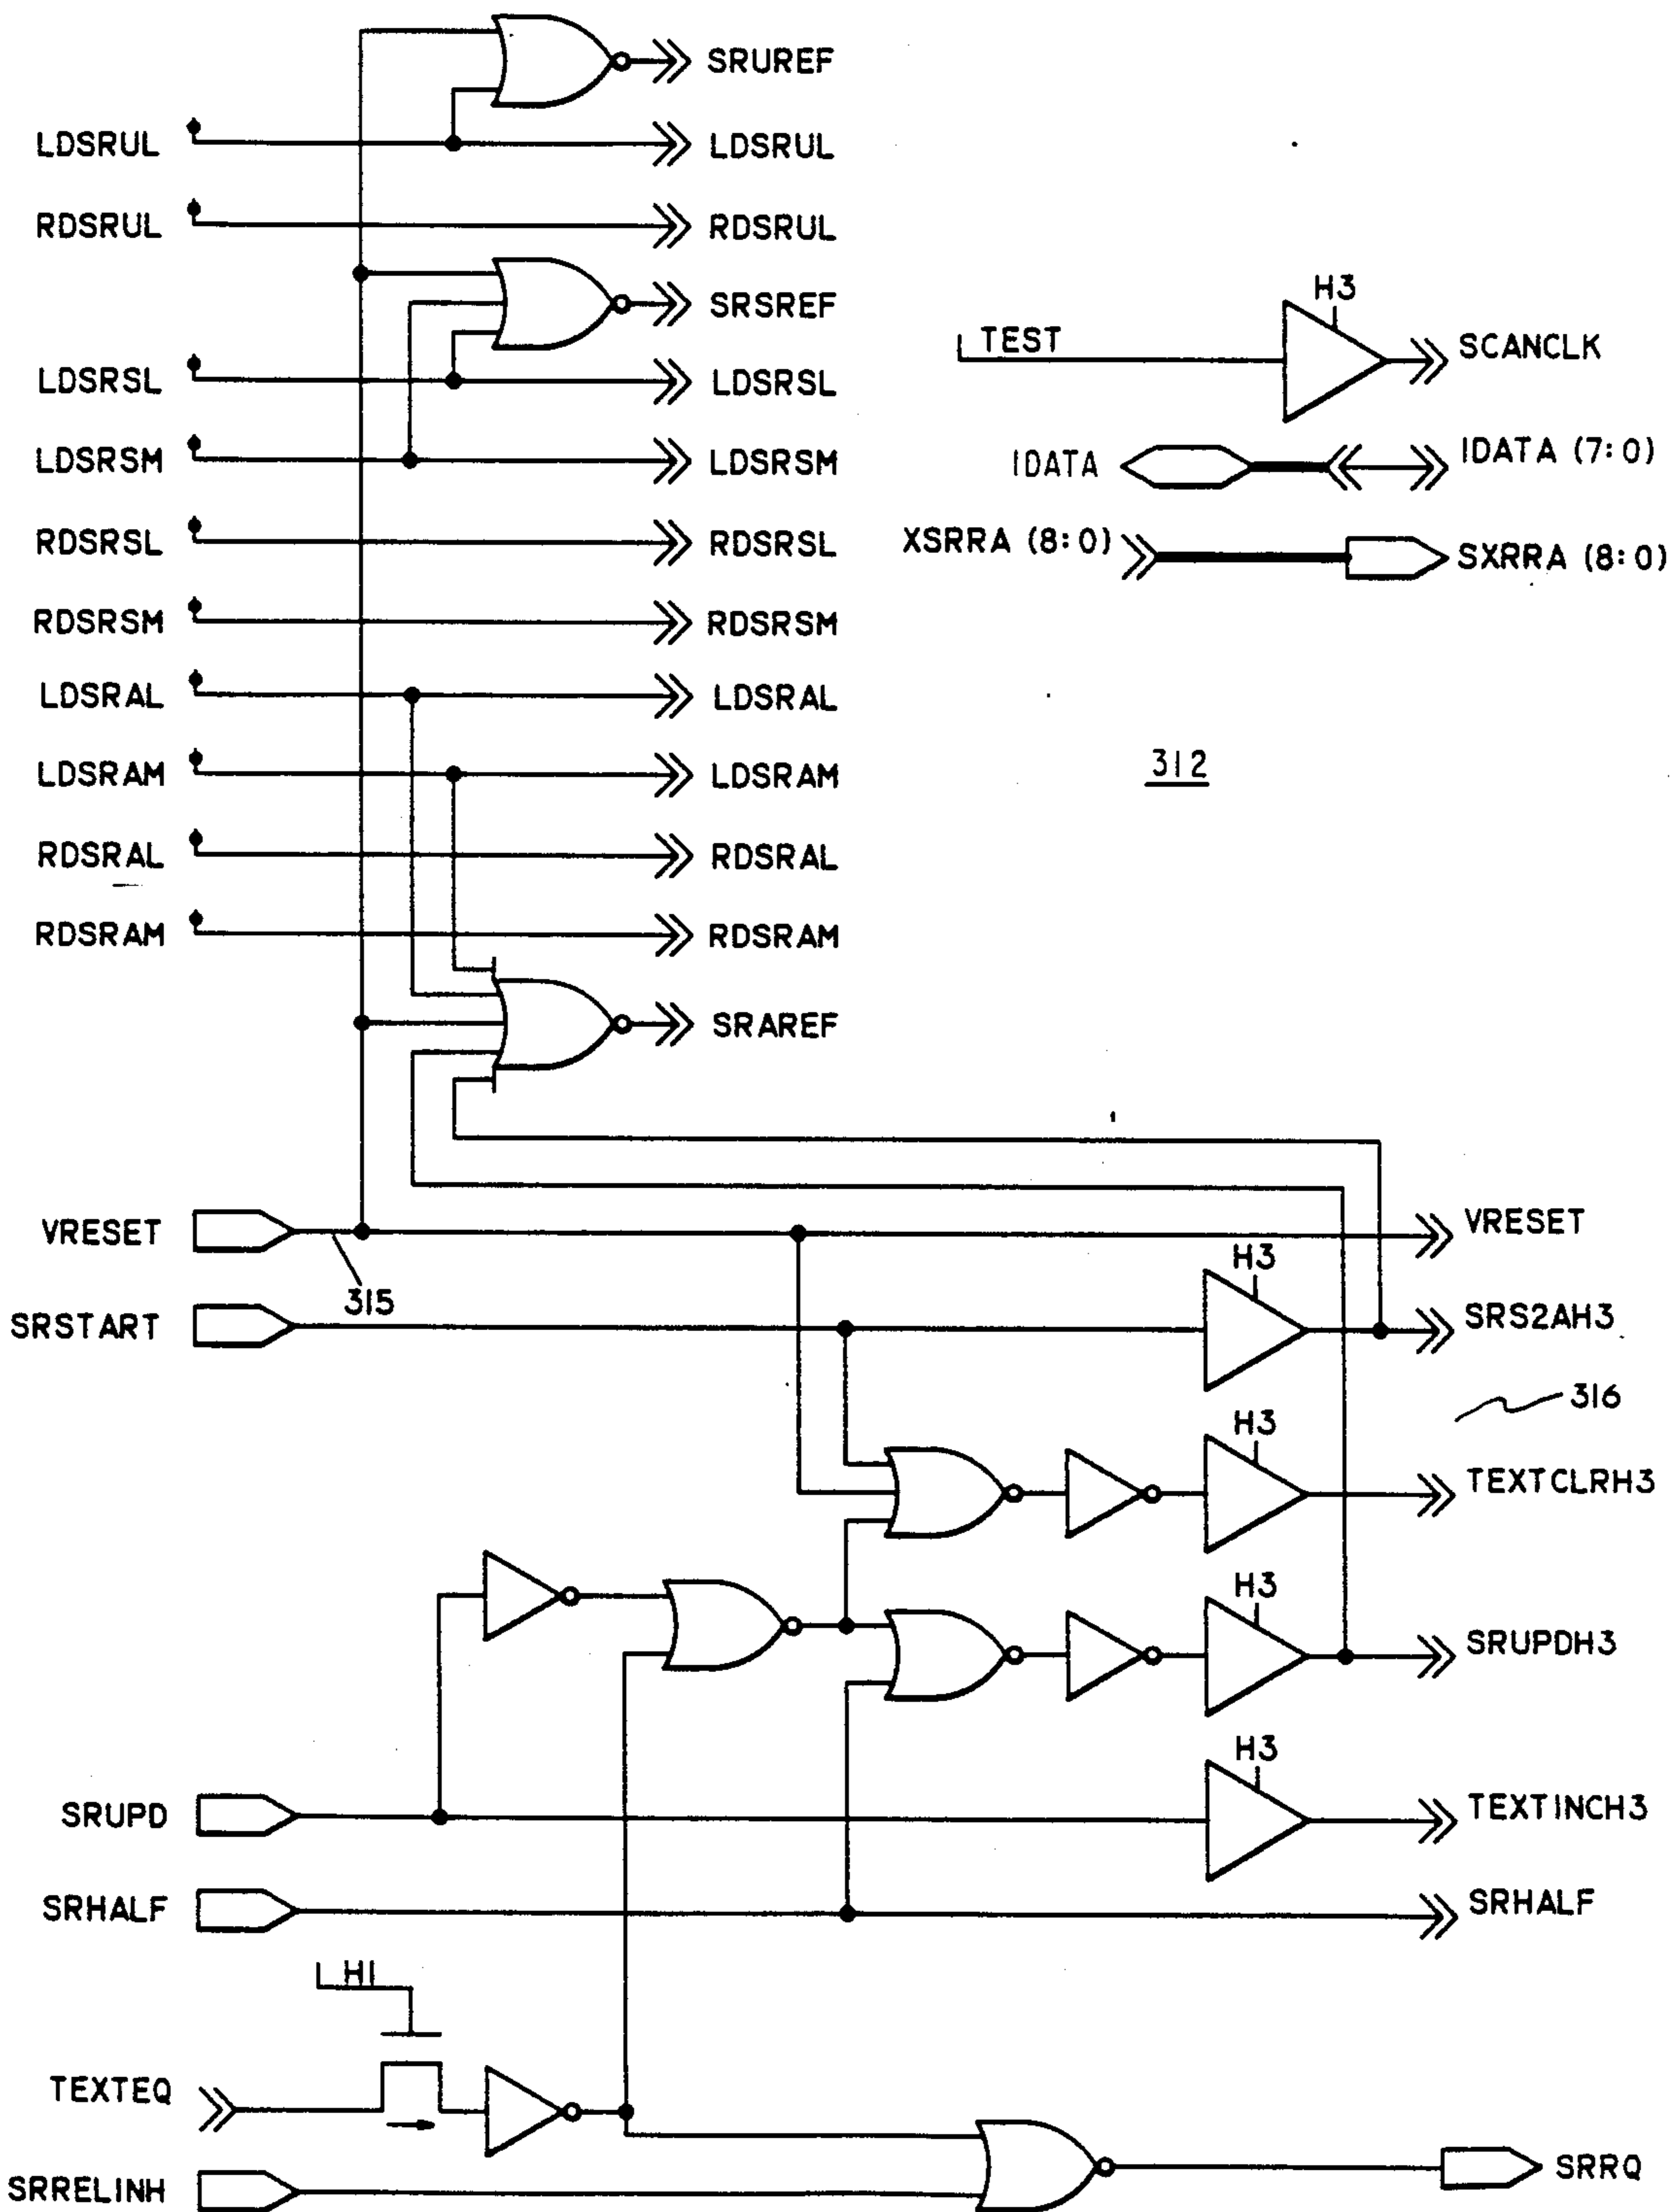 SRUREF
LDSRUL LDSRUL
RDSRUL RDSRUL
SRSREF
H3
TEST SCANCLK
LDSRSL LDSRSL
LDSRSM LDSRSM
IDATA IDATA (7:0)
RDSRSL RDSRSL
XSRRA (8:0) SXRRA (8:0)
RDSRSM RDSRSM
LDSRAL LDSRAL
LDSRAM LDSRAM
312
RDSRAL RDSRAL
RDSRAM RDSRAM
SRAREF
VRESET VRESET
315
H3
SRSTART SRS2AH3
316
H3
TEXTCLRH3
H3
SRUPDH3
H3
SRUPD TEXTINCH3
SRHALF SRHALF
H1
TEXTEQ
SRRELINH SRRQ